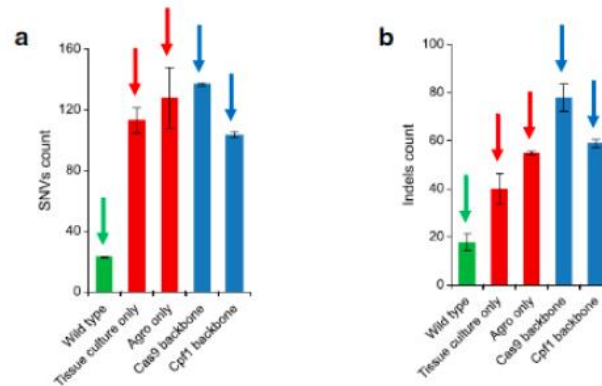 a
SNVs count
160
120
80
40
0
Wild type
Tissue culture only
Agro only
Cas9 backbone
Cpf1 backbone
b
Indels count
100
80
60
40
20
0
Wild type
Tissue culture only
Agro only
Cas9 backbone
Cpf1 backbone